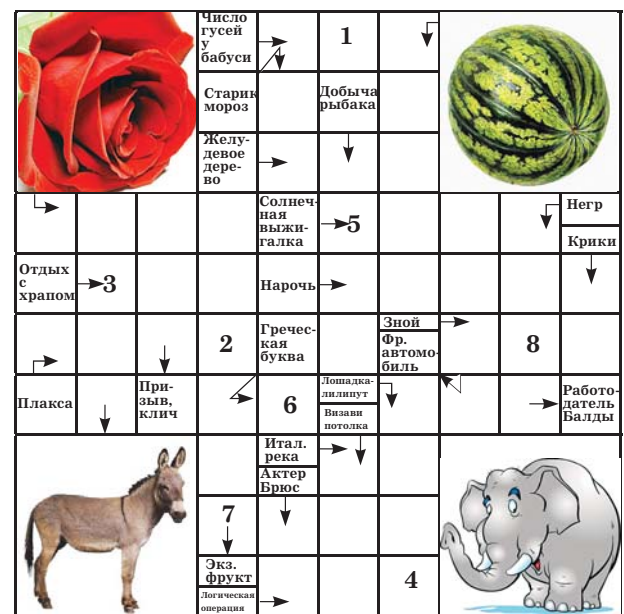 Число
гусей
у
бабуси
1
Старик
мороз
Добыча
рыбака
Желу-
девое
дере-
во
Солнеч-
ная
выжи-
галка
5
Негр
Крики
Отдых
с
храпом
3
Нарочь
2
Гречес-
кая
буква
Зной
Фр.
автомо-
биль
8
Плакса
При-
зыв,
клич
6
Лошадка-
лилипут
Визави
потолка
Работо-
датель
Балды
Итал.
река
Актер
Брюс
7
Экз.
фрукт
Логическая
операция
4